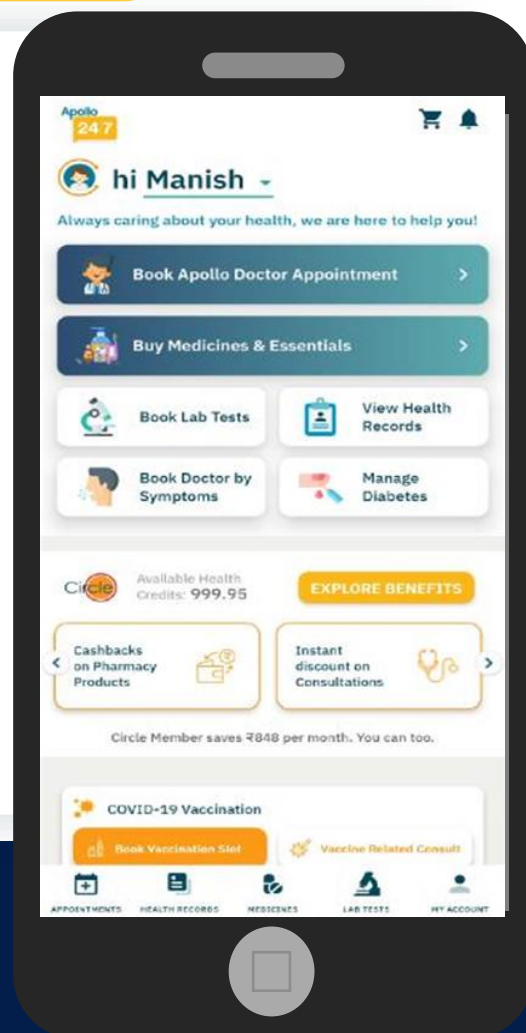 Apollo
24|7
hi Manish
Always caring about your health, we are here to help you!
Book Apollo Doctor Appointment
Buy Medicines & Essentials
Book Lab Tests
View Health
Records
Book Doctor by
Symptoms
Manage
Diabetes
Circle
Available Health
Credits: 999.95
EXPLORE BENEFITS
Cashbacks
on Pharmacy
Products
Instant
discount on
Consultations
Circle Member saves ₹848 per month. You can too.
COVID-19 Vaccination
Book Vaccination Slot
Vaccine Related Consult
APPOINTMENTS
HEALTH RECORDS
MEDICINES
LAB TESTS
MY ACCOUNT